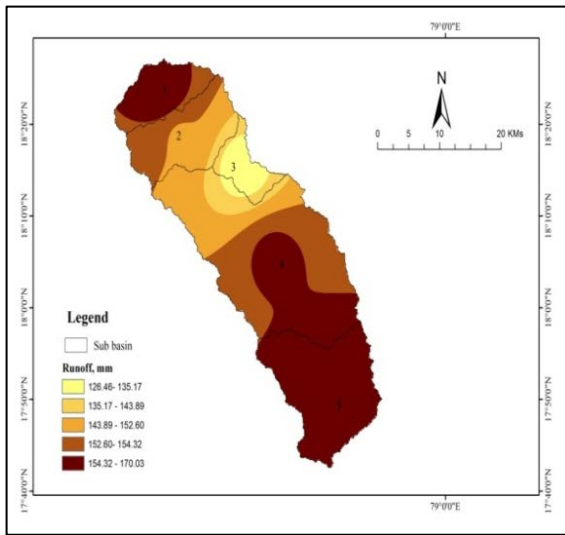 79°0'0"E
N
0 5 10 20 KMs
18°20'0"N
18°20'0"N
18°10'0"N
18°10'0"N
18°0'0"N
18°0'0"N
17°50'0"N
17°50'0"N
17°40'0"N
17°40'0"N
1
2
3
4
Legend
Sub basin
Runoff, mm
126.46- 135.17
135.17 - 143.89
143.89 - 152.60
152.60- 154.32
154.32 - 170.03
79°0'0"E